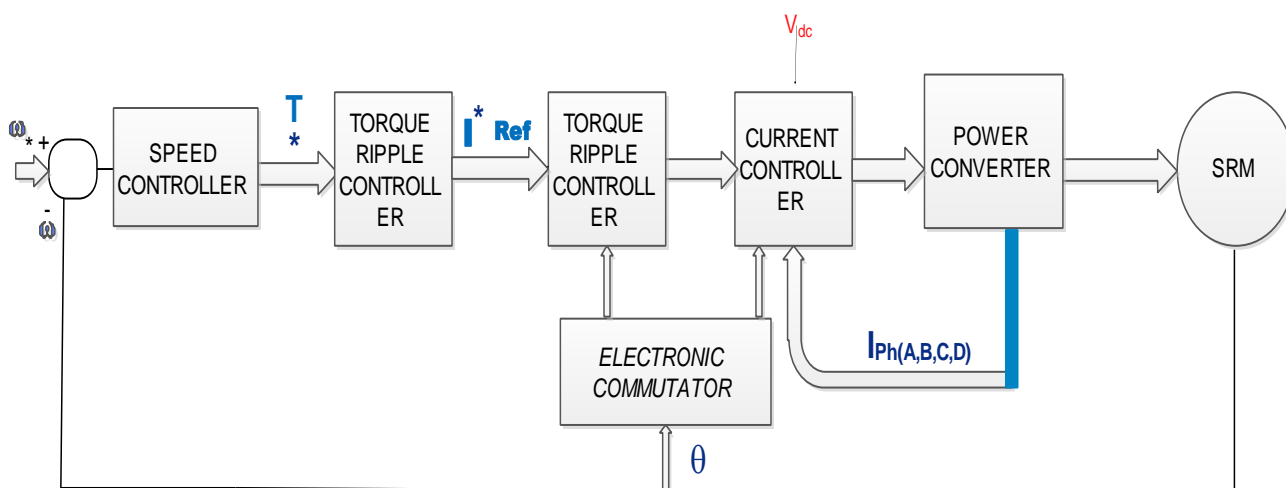 V dc
ω * +
-
ω
SPEED
CONTROLLER
T
*
TORQUE
RIPPLE
CONTROLL
ER
I* Ref
TORQUE
RIPPLE
CONTROLL
ER
CURRENT
CONTROLL
ER
POWER
CONVERTER
SRM
ELECTRONIC
COMMUTATOR
IPh(A,B,C,D)
θ